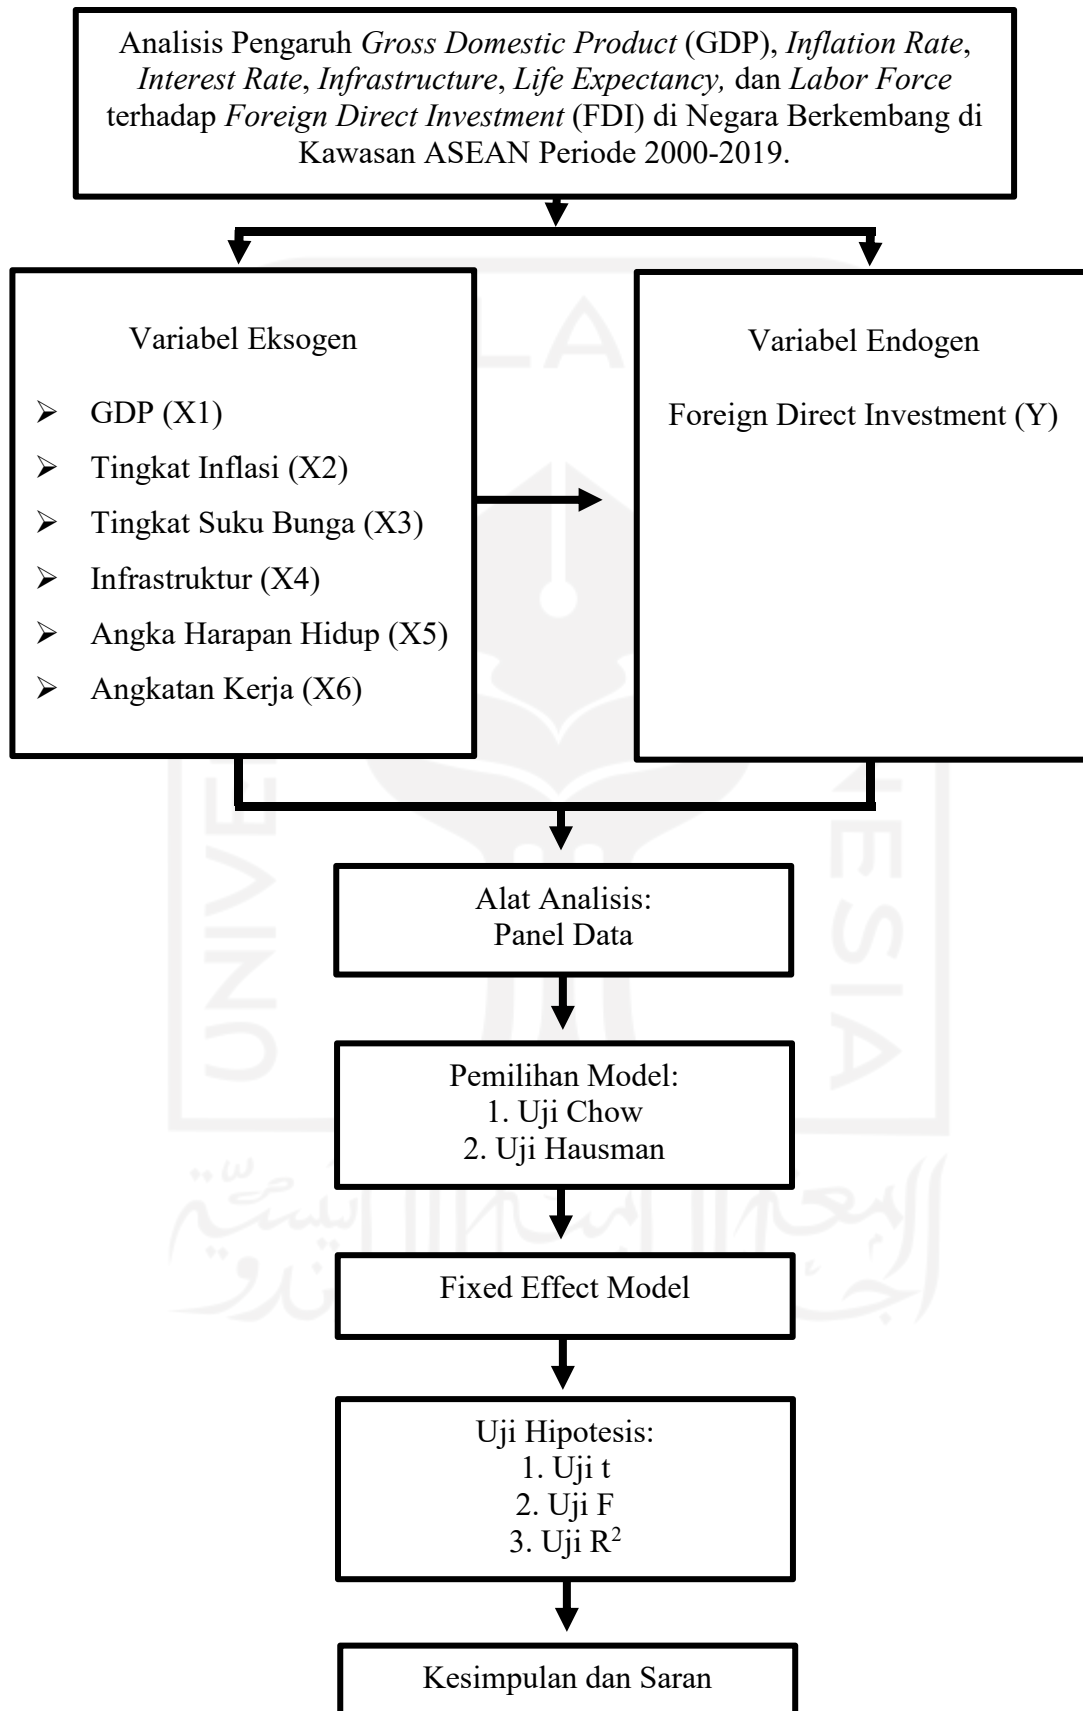 Analisis Pengaruh Gross Domestic Product (GDP), Inflation Rate,
Interest Rate, Infrastructure, Life Expectancy, dan Labor Force
terhadap Foreign Direct Investment (FDI) di Negara Berkembang di
Kawasan ASEAN Periode 2000-2019.
Variabel Eksogen
➢ GDP (X1)
➢ Tingkat Inflasi (X2)
➢ Tingkat Suku Bunga (X3)
➢ Infrastruktur (X4)
➢ Angka Harapan Hidup (X5)
➢ Angkatan Kerja (X6)
Variabel Endogen
Foreign Direct Investment (Y)
Alat Analisis:
Panel Data
Pemilihan Model:
1. Uji Chow
2. Uji Hausman
Fixed Effect Model
Uji Hipotesis:
1. Uji t
2. Uji F
3. Uji R²
Kesimpulan dan Saran